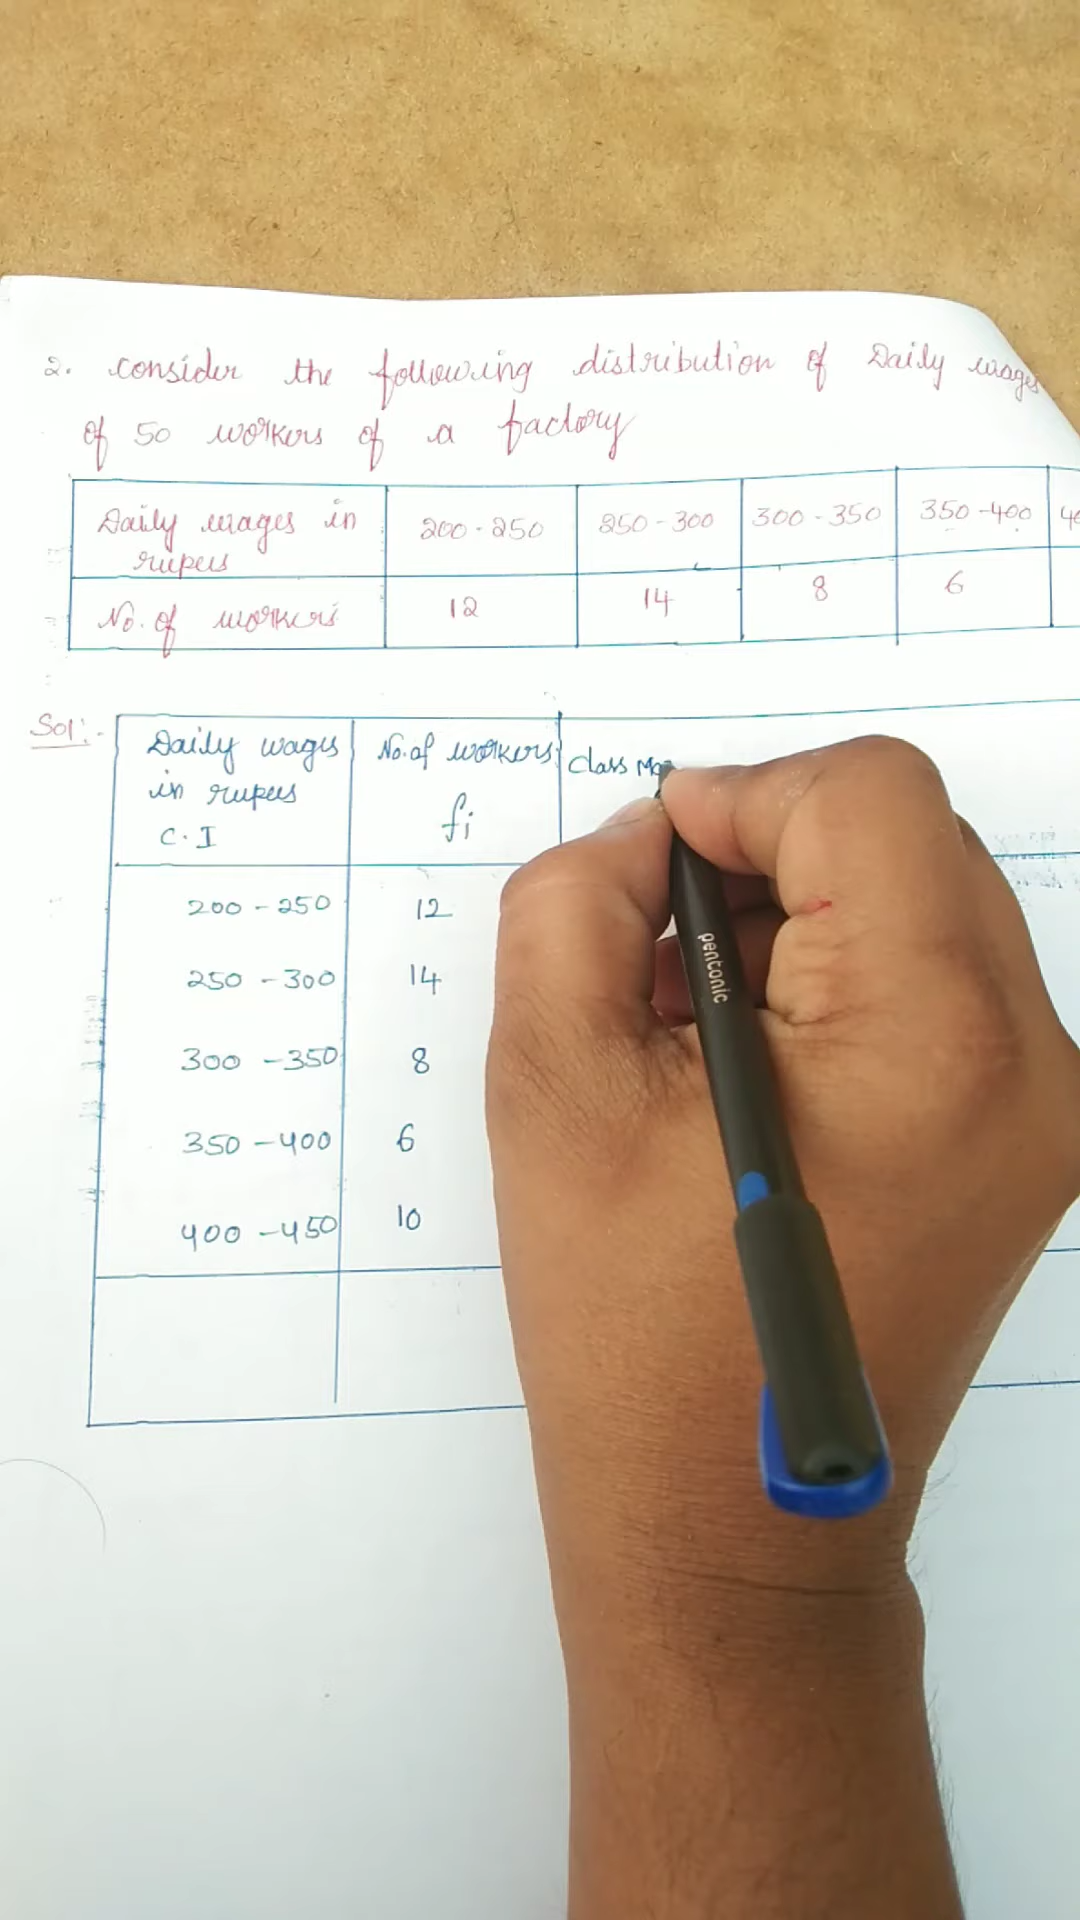 2. consider the following distribution of Daily wages
of 50 workers of a factory
Daily wages in rupees 200-250 250-300 300-350 350-400
No. of workers 12 14 8 6
Sol:-
Daily wages in rupees C.I No. of workers fi Class
200-250 12
250-300 14
300-350 8
350-400 6
400-450 10
pentonic